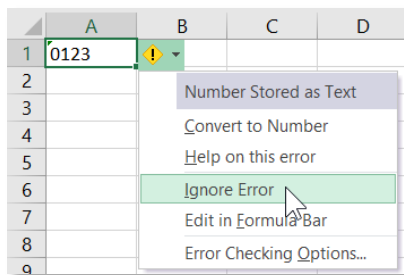 A B C D
1 0123
2 Number Stored as Text
3 Convert to Number
4
5 Help on this error
6 Ignore Error
7 Edit in Formula Bar
8 Error Checking Options...
9